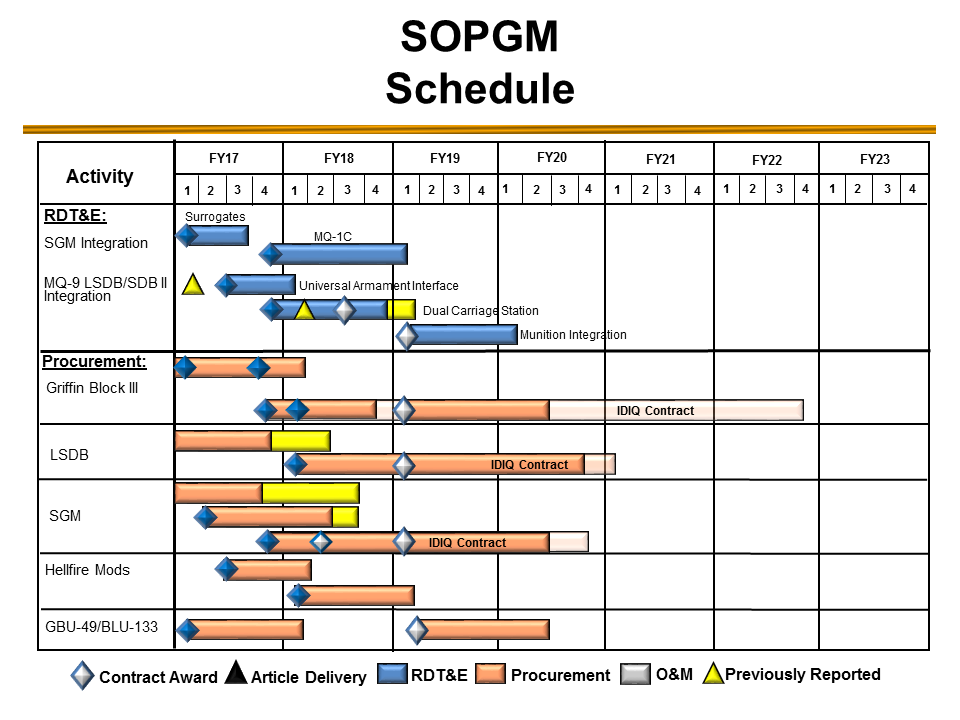 SOPGM
Schedule
Activity
FY17 FY18 FY19 FY20 FY21 FY22 FY23
1 2 3 4 1 2 3 4 1 2 3 4 1 2 3 4 1 2 3 4 1 2 3 4 1 2 3 4
RDT&E:
Surrogates
SGM Integration
MQ-1C
MQ-9 LSDB/SDB II
Integration
Universal Armament Interface
Dual Carriage Station
Munition Integration
Procurement:
Griffin Block III
IDIQ Contract
LSDB
IDIQ Contract
SGM
IDIQ Contract
Hellfire Mods
GBU-49/BLU-133
Contract Award Article Delivery RDT&E Procurement O&M Previously Reported